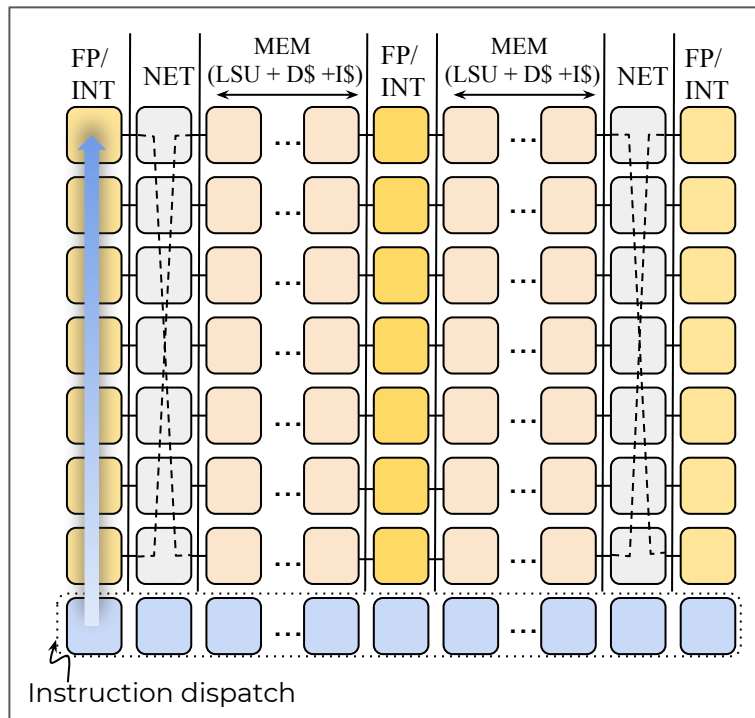 FP/
INT
NET
MEM
(LSU + D$ +I$)
FP/
INT
MEM
(LSU + D$ +I$)
NET
FP/
INT
... ...
... ...
... ...
... ...
... ...
... ...
... ...
... ...
Instruction dispatch